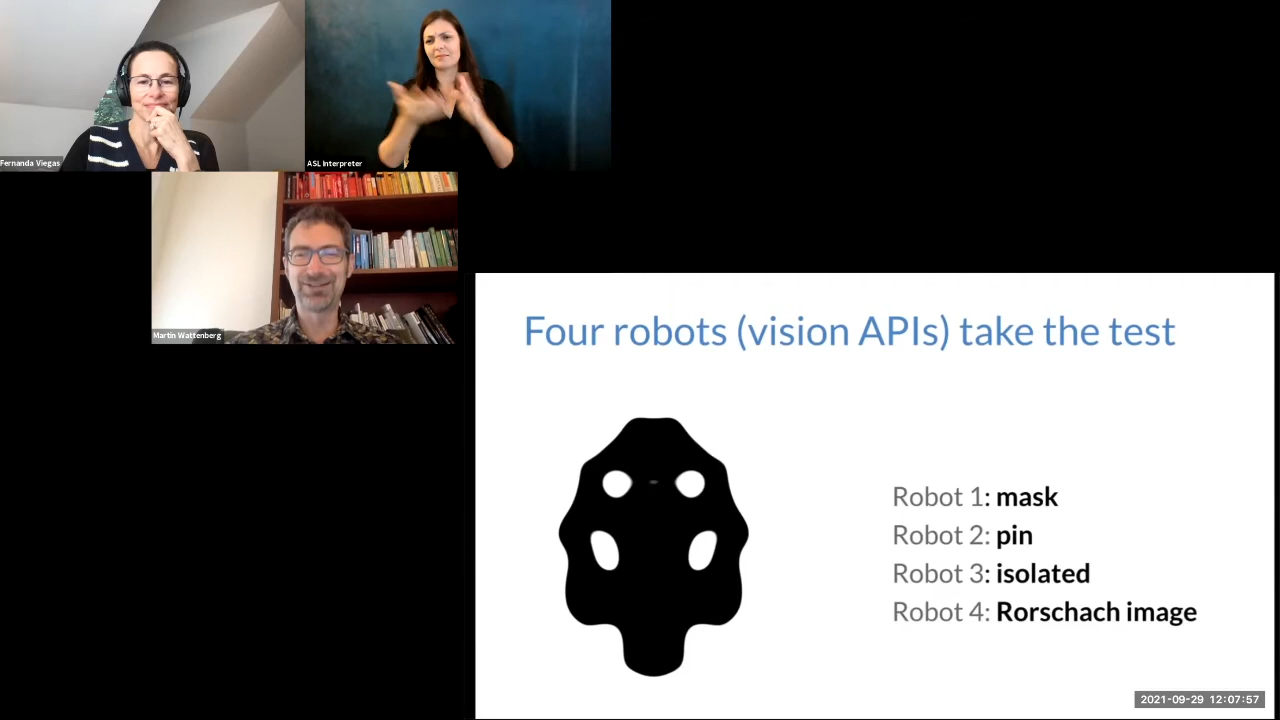 Fernanda Viegas
ASL Interpreter
Martin Wattenberg
Four robots (vision APIs) take the test
Robot 1: mask
Robot 2: pin
Robot 3: isolated
Robot 4: Rorschach image
2021-09-29 12:07:57